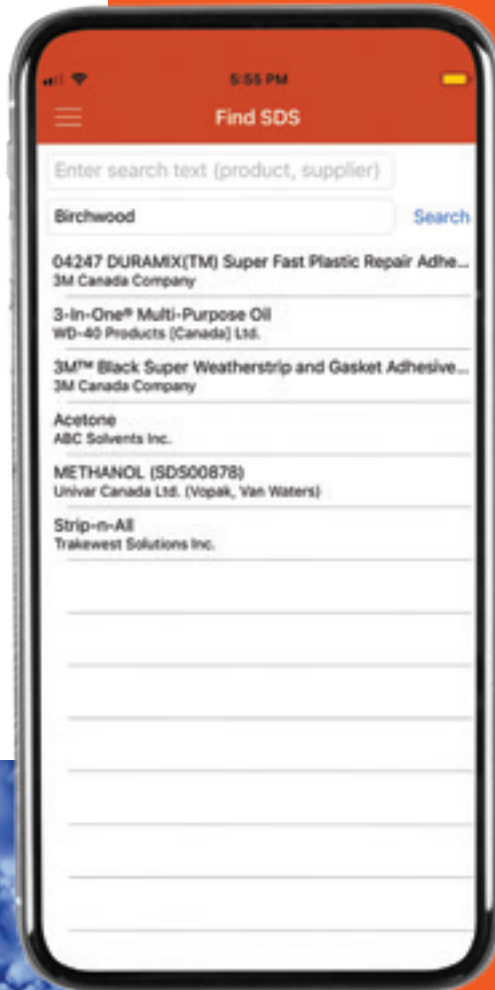 5:55 PM
Find SDS
Enter search text (product, supplier)
Birchwood
Search
04247 DURAMIX(TM) Super Fast Plastic Repair Adhe...
3M Canada Company
3-In-One® Multi-Purpose Oil
WD-40 Products [Canada] Ltd.
3M™ Black Super Weatherstrip and Gasket Adhesive...
3M Canada Company
Acetone
ABC Solvents Inc.
METHANOL (SDS00878)
Univar Canada Ltd. (Vopak, Van Waters)
Strip-n-All
Trakewest Solutions Inc.